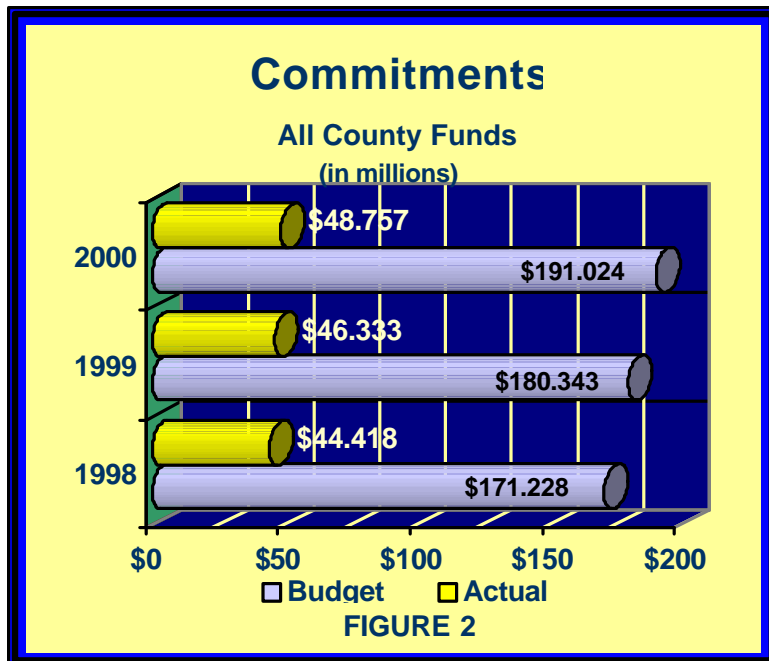 Commitments
All County Funds
(in millions)
2000
$48.757
$191.024
1999
$46.333
$180.343
1998
$44.418
$171.228
$0 $50 $100 $150 $200
Budget Actual
FIGURE 2